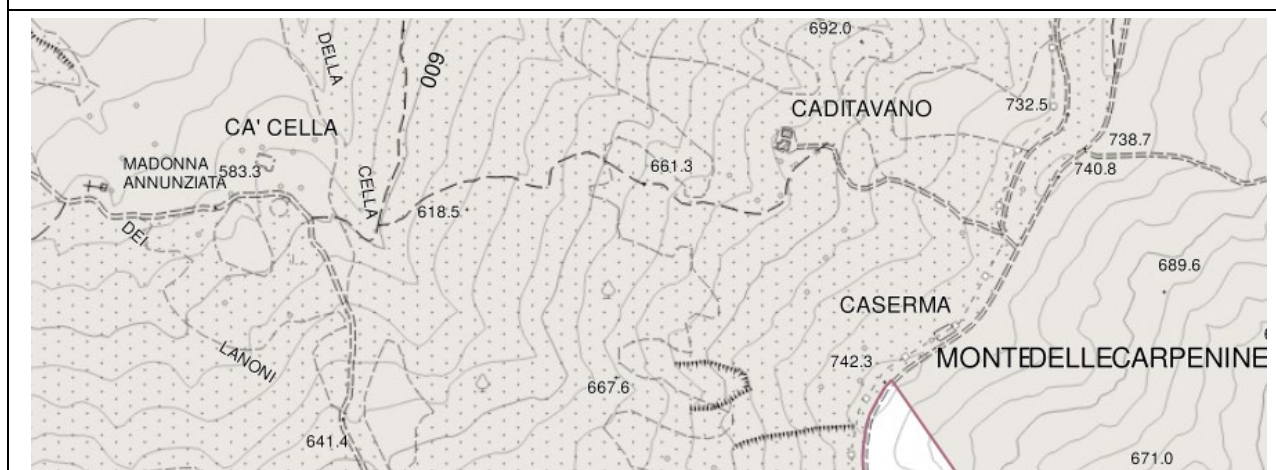 692.0
DELLA
009
732.5
CADITAVANO
CA' CELLA
738.7
MADONNA
ANNUNZIATA
583.3
661.3
740.8
CELLA
618.5
DEI
689.6
CASERMA
LANONI
742.3
MONTEDELLECARPENINE
667.6
641.4
671.0